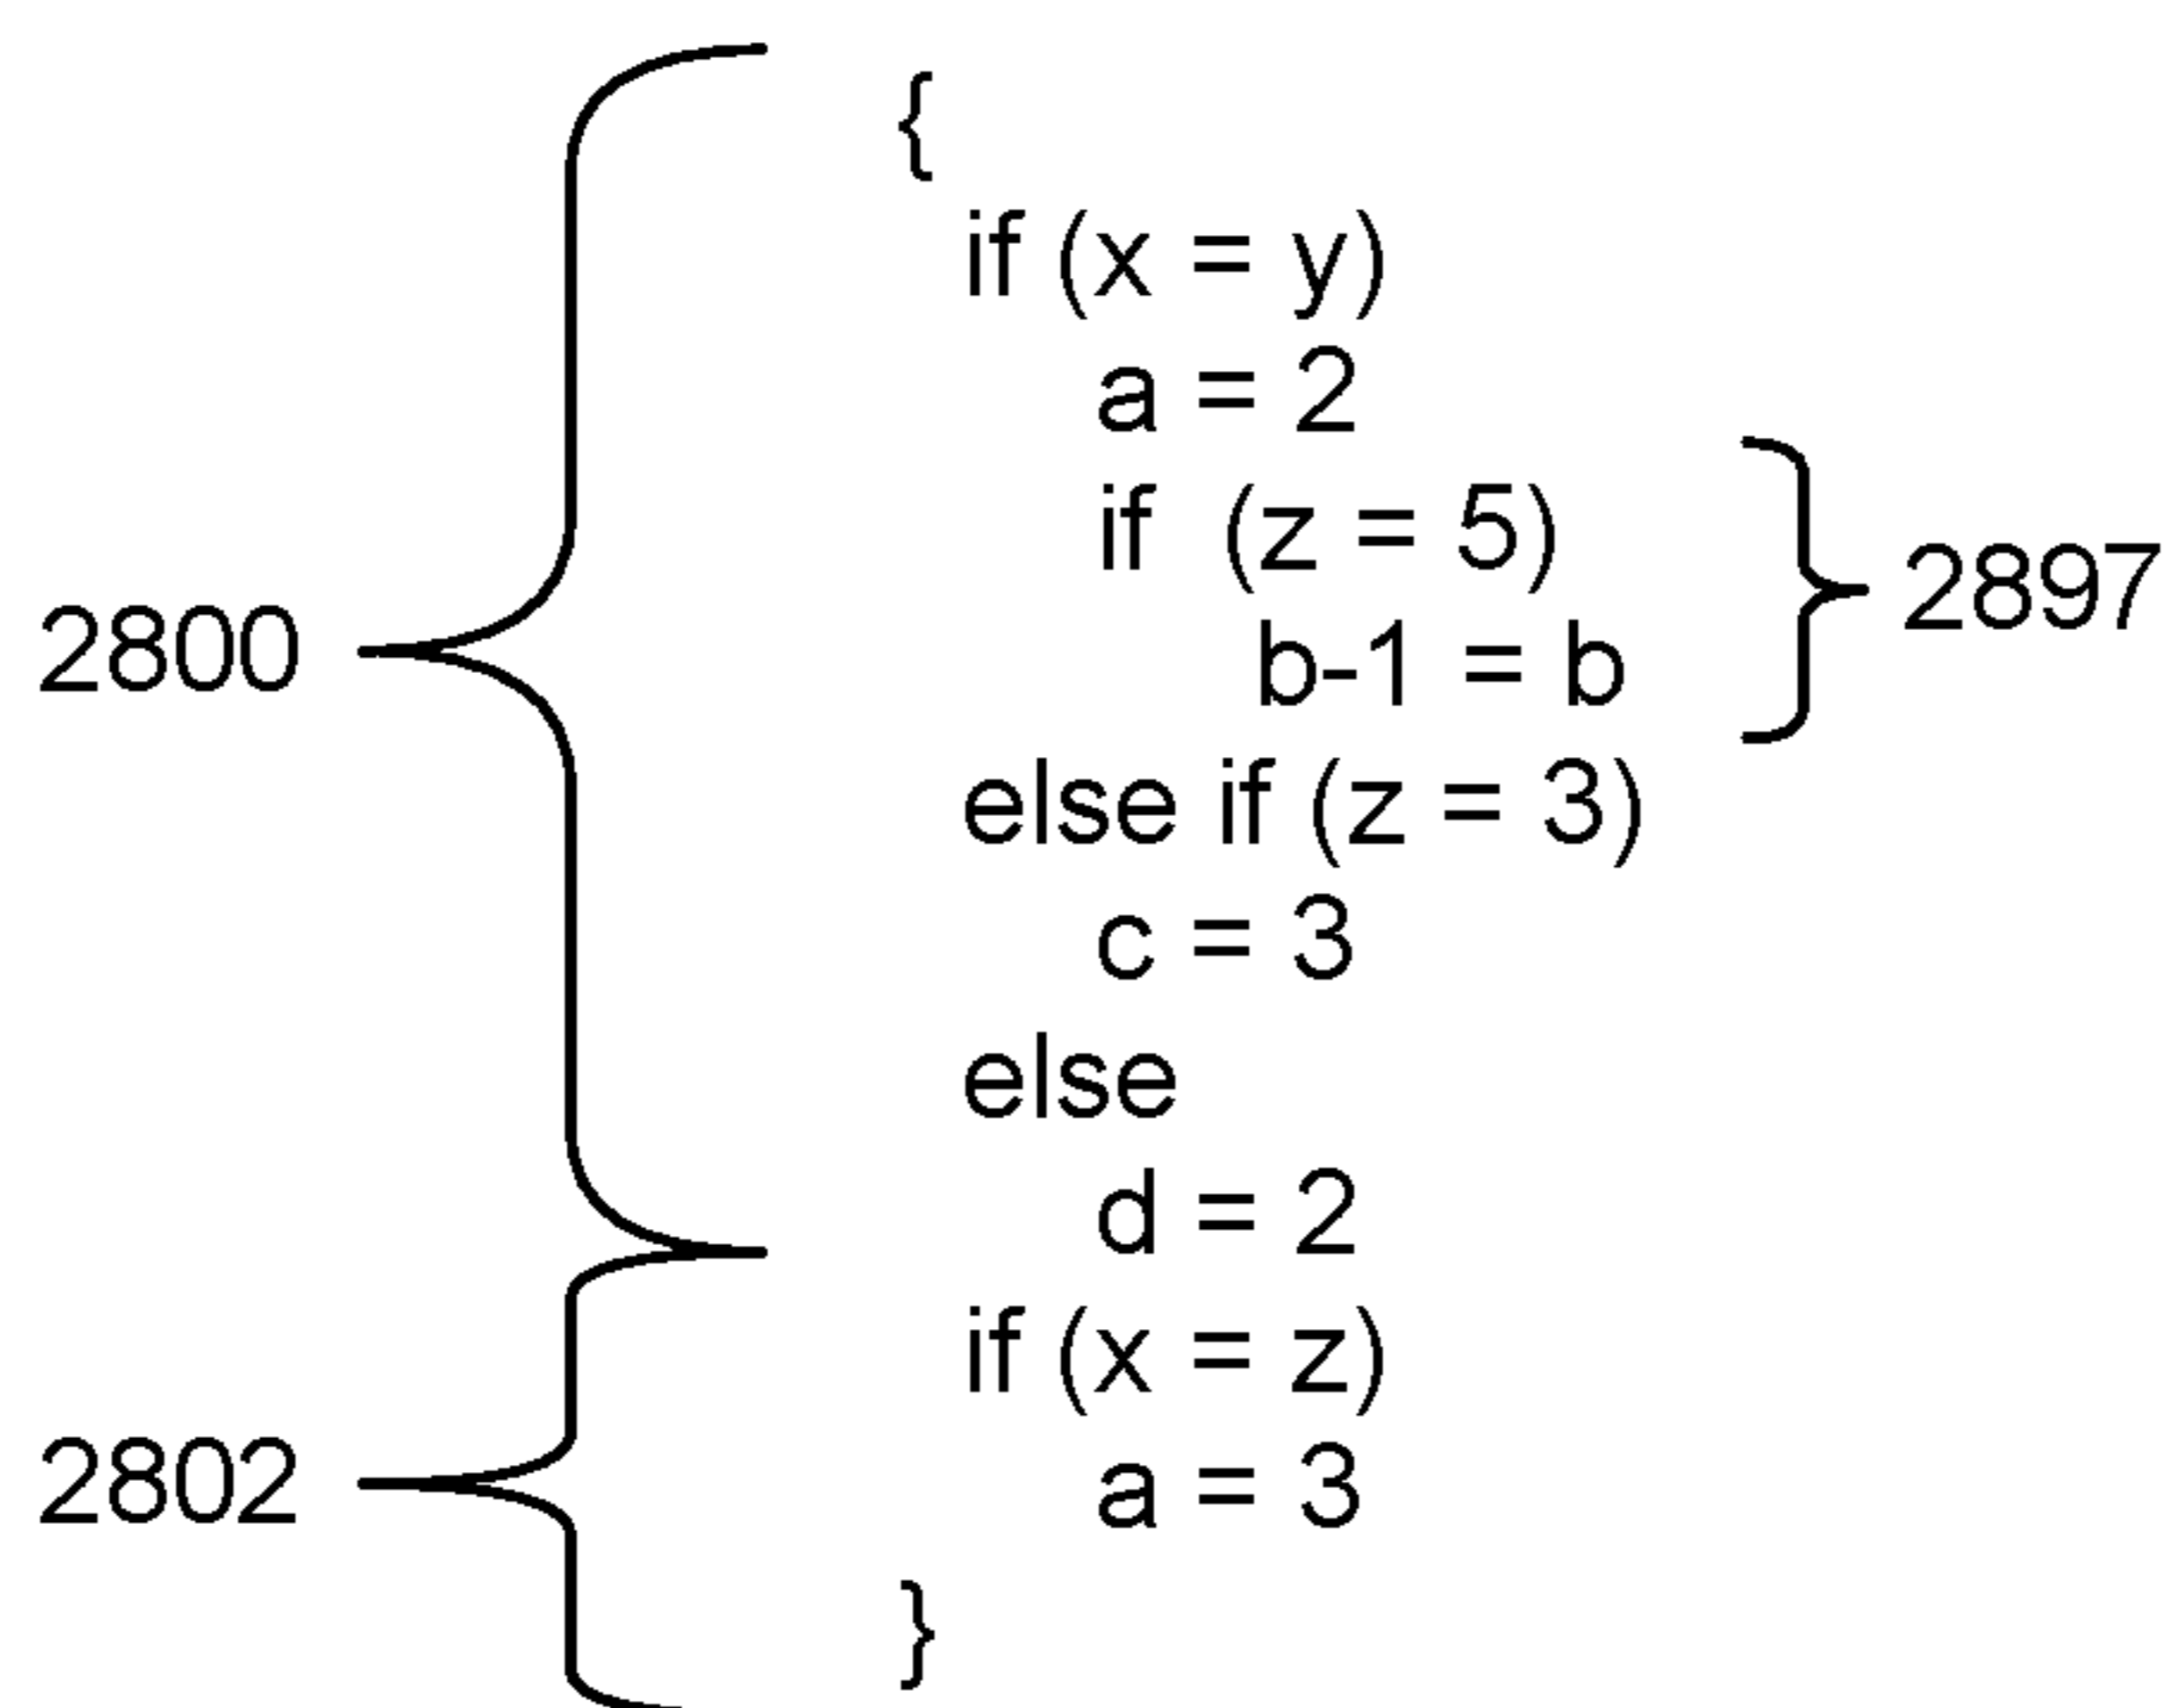 {
if (x = y)
a = 2
if (z = 5)
2897
2800
b-1 = b
else if (z = 3)
c = 3
else
d = 2
if (x = z)
2802
a = 3
}